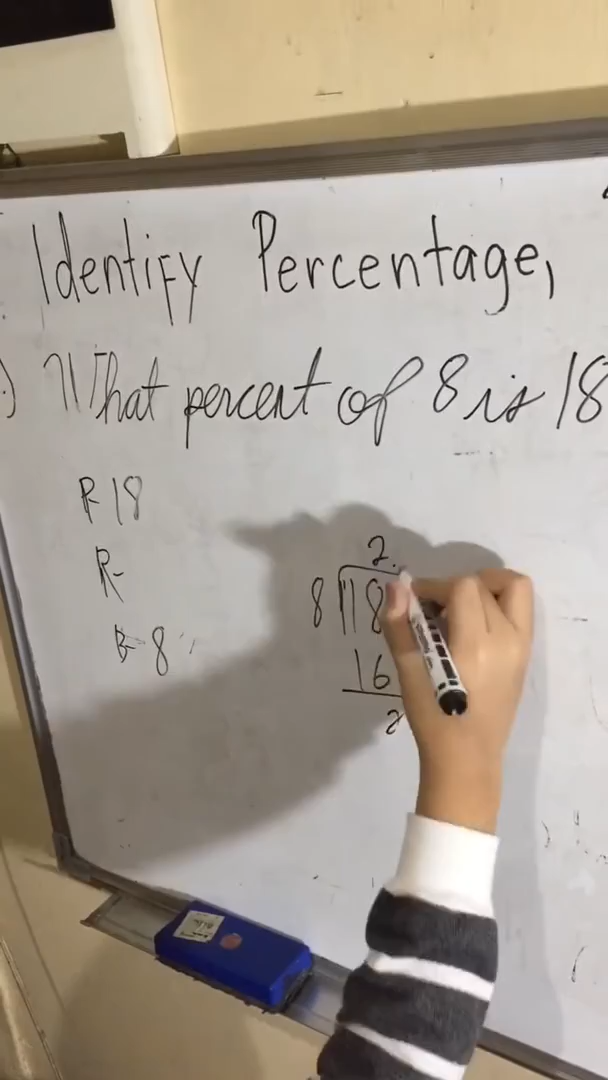 Identify Percentage,
) What percent of 8 is 18
P 18
R-
B- 8
2.
8 18
16
2